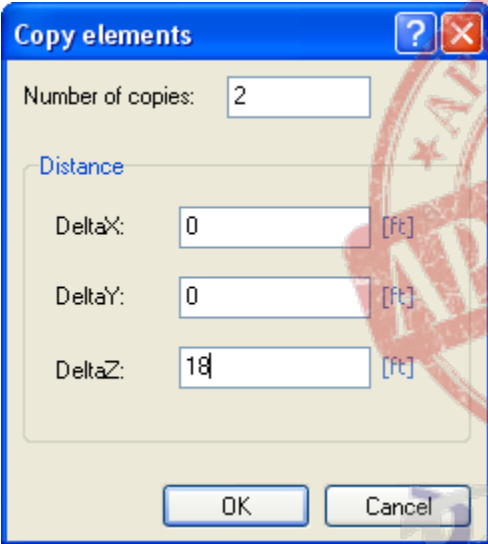 Copy elements
Number of copies: 2
Distance
DeltaX: 0 [ft]
DeltaY: 0 [ft]
DeltaZ: 18 [ft]
OK Cancel